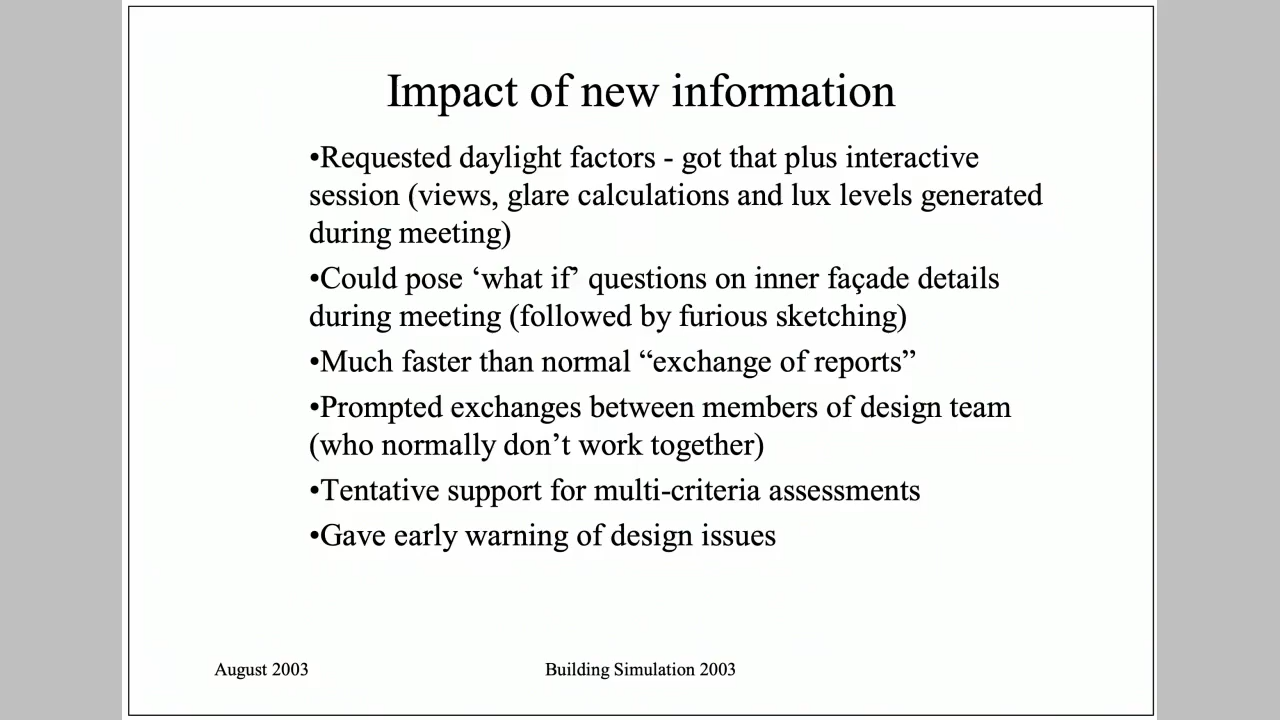 Impact of new information
•Requested daylight factors - got that plus interactive
session (views, glare calculations and lux levels generated
during meeting)
•Could pose ‘what if’ questions on inner façade details
during meeting (followed by furious sketching)
•Much faster than normal “exchange of reports”
•Prompted exchanges between members of design team
(who normally don’t work together)
•Tentative support for multi-criteria assessments
•Gave early warning of design issues
August 2003
Building Simulation 2003